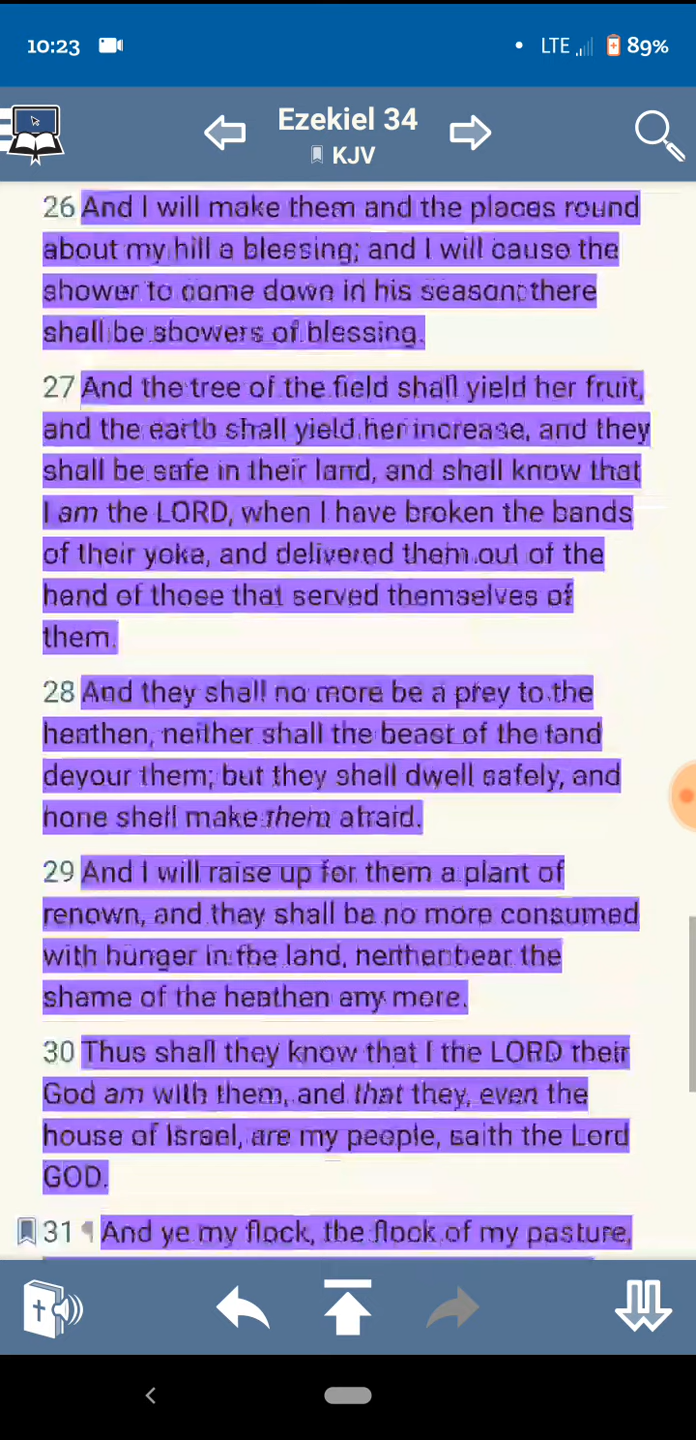 10:23 LTE 89%
Ezekiel 34
KJV
26 And I will make them and the places round
about my hill a blessing; and I will cause the
shower to come down in his season; there
shall be showers of blessing.
27 And the tree of the field shall yield her fruit,
and the earth shall yield her increase, and they
shall be safe in their land, and shall know that
I am the LORD, when I have broken the bands
of their yoke, and delivered them out of the
hand of those that served themselves of
them.
28 And they shall no more be a prey to the
heathen, neither shall the beast of the land
devour them; but they shall dwell safely, and
none shall make them afraid.
29 And I will raise up for them a plant of
renown, and they shall be no more consumed
with hunger in the land, neither bear the
shame of the heathen any more.
30 Thus shall they know that I the LORD their
God am with them, and that they, even the
house of Israel, are my people, saith the Lord
GOD.
31 ¶ And ye my flock, the flock of my pasture,